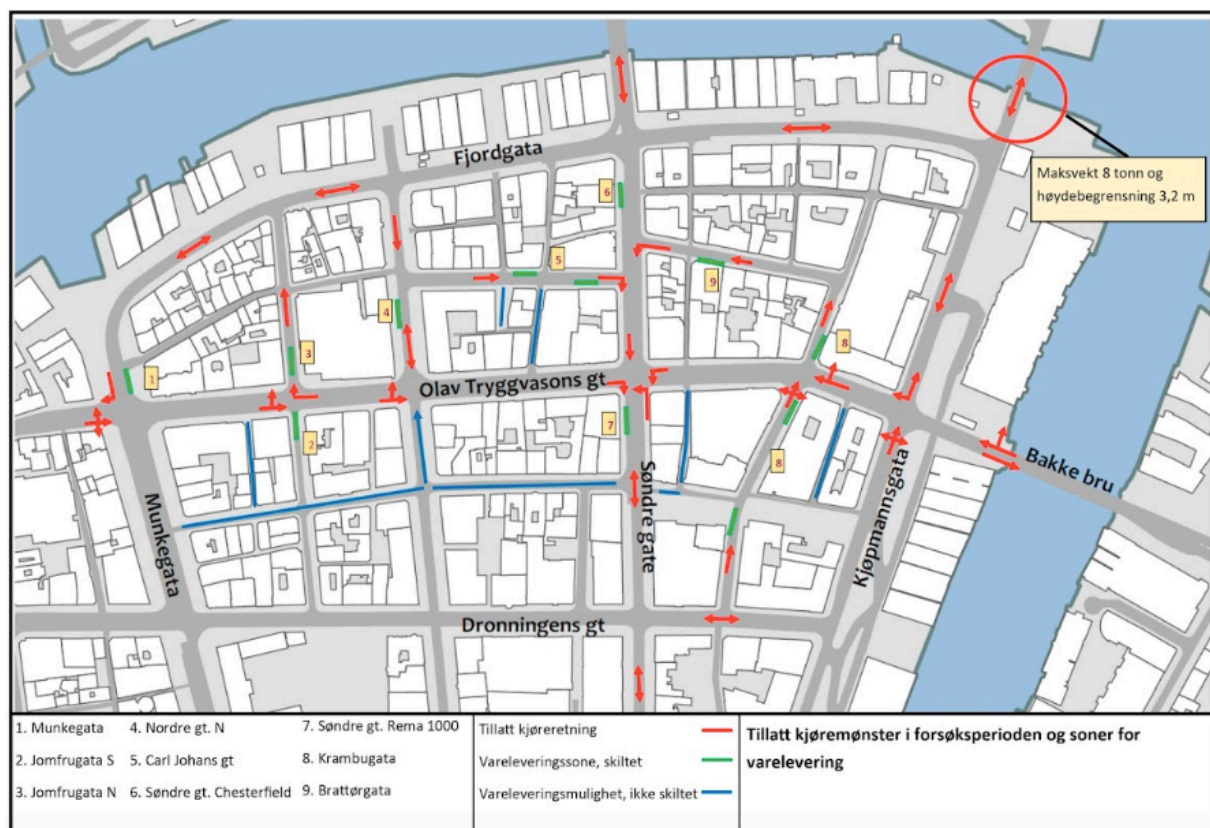 Fjordgata
Maksvekt 8 tonn og
høydebegrensning 3,2 m
6
5
9
4
8
3
1
Olav Tryggvasons gt
7
2
8
Munkegata
Søndre gate
Kjøpmannsgata
Bakke bru
Dronningens gt
1. Munkegata
2. Jomfrugata S
3. Jomfrugata N
4. Nordre gt. N
5. Carl Johans gt
6. Søndre gt. Chesterfield
7. Søndre gt. Rema 1000
8. Krambugata
9. Brattørgata
Tillatt kjøreretning
Vareleveringssone, skiltet
Vareleveringsmulighet, ikke skiltet
Tillatt kjøremønster i forsøksperioden og soner for
varelevering